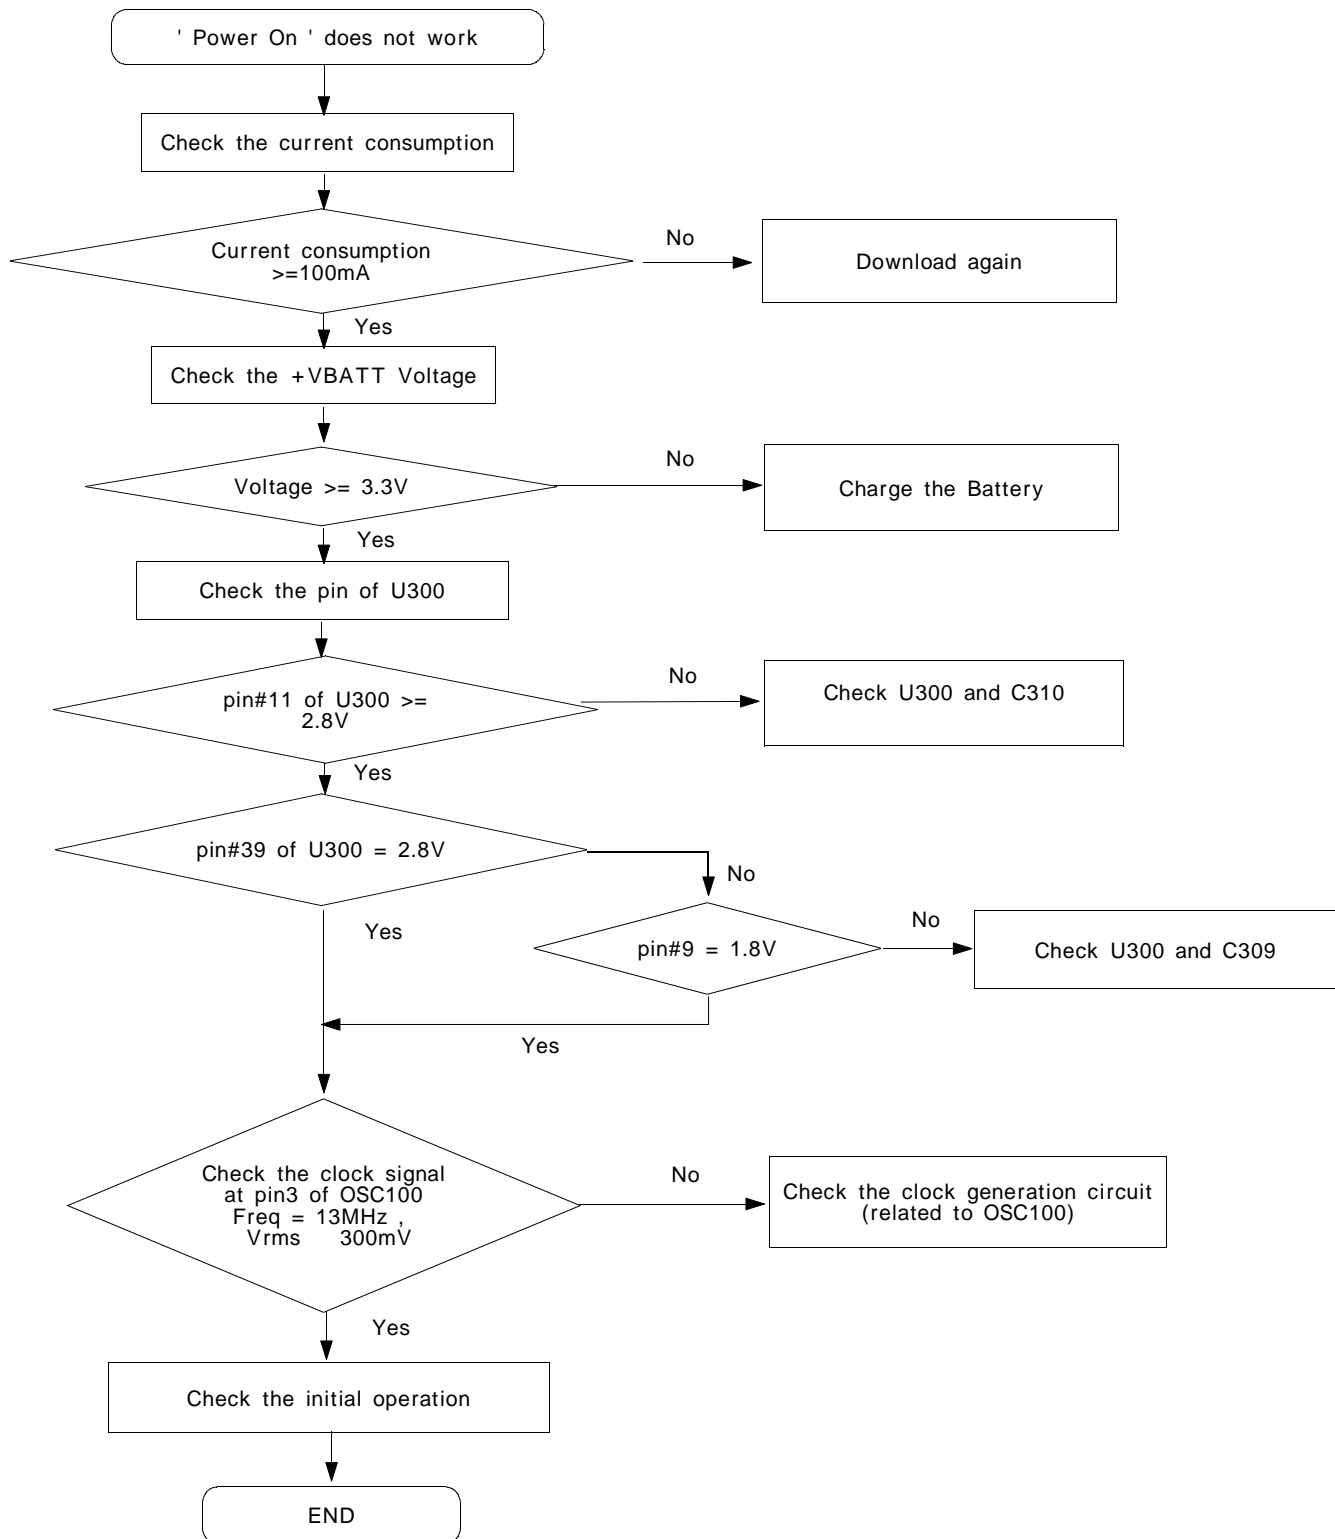 ' Power On ' does not work
Check the current consumption
Current consumption
>=100mA
No
Download again
Yes
Check the +VBATT Voltage
Voltage >= 3.3V
No
Charge the Battery
Yes
Check the pin of U300
pin#11 of U300 >=
2.8V
No
Check U300 and C310
Yes
pin#39 of U300 = 2.8V
No
Yes
pin#9 = 1.8V
No
Check U300 and C309
Yes
Check the clock signal
at pin3 of OSC100
Freq = 13MHz ,
Vrms 300mV
No
Check the clock generation circuit
(related to OSC100)
Yes
Check the initial operation
END